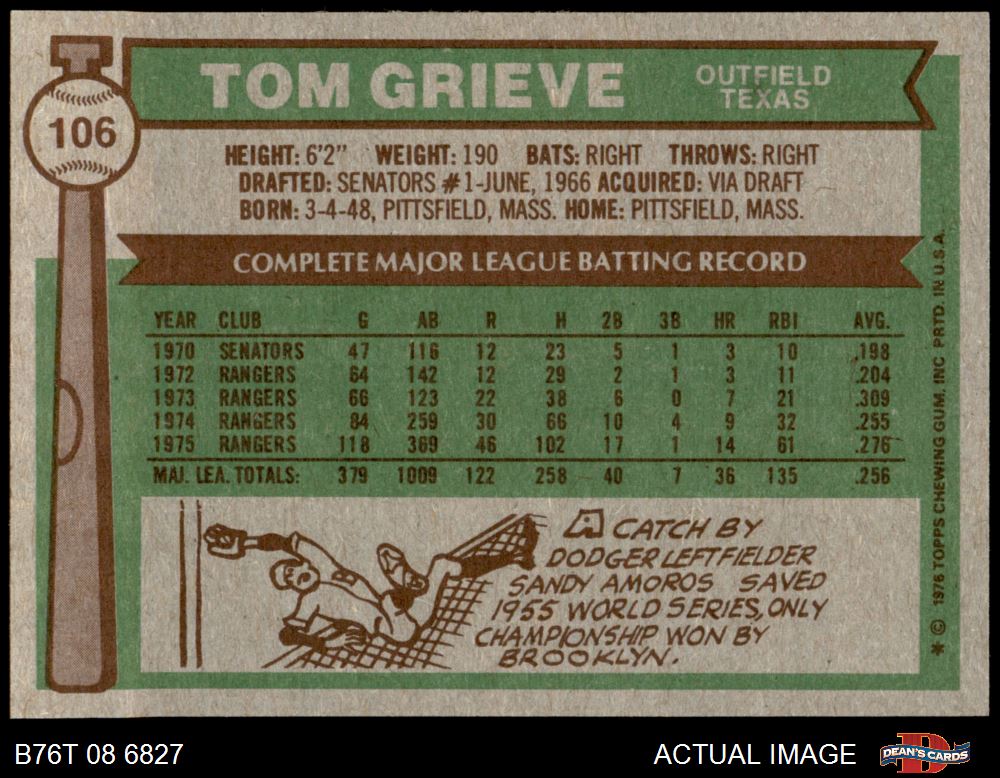 106
TOM GRIEVE
OUTFIELD
TEXAS
HEIGHT: 6'2" WEIGHT: 190 BATS: RIGHT THROWS: RIGHT
DRAFTED: SENATORS #1-JUNE, 1966 ACQUIRED: VIA DRAFT
BORN: 3-4-48, PITTSFIELD, MASS. HOME: PITTSFIELD, MASS.
COMPLETE MAJOR LEAGUE BATTING RECORD
YEAR CLUB G AB R H 2B 3B HR RBI AVG.
1970 SENATORS 47 116 12 23 5 1 3 10 .198
1972 RANGERS 64 142 12 29 2 1 3 11 .204
1973 RANGERS 66 123 22 38 6 0 7 21 .309
1974 RANGERS 84 259 30 66 10 4 9 32 .255
1975 RANGERS 118 369 46 102 17 1 14 61 .276
MAJ. LEA. TOTALS: 379 1009 122 258 40 7 36 135 .256
A CATCH BY
DODGER LEFTFIELDER
SANDY AMOROS SAVED
1955 WORLD SERIES, ONLY
CHAMPIONSHIP WON BY
BROOKLYN.
* © 1976 TOPPS CHEWING GUM, INC PRTD. IN U.S.A.
B76T 08 6827
ACTUAL IMAGE
D
DEAN'S CARDS